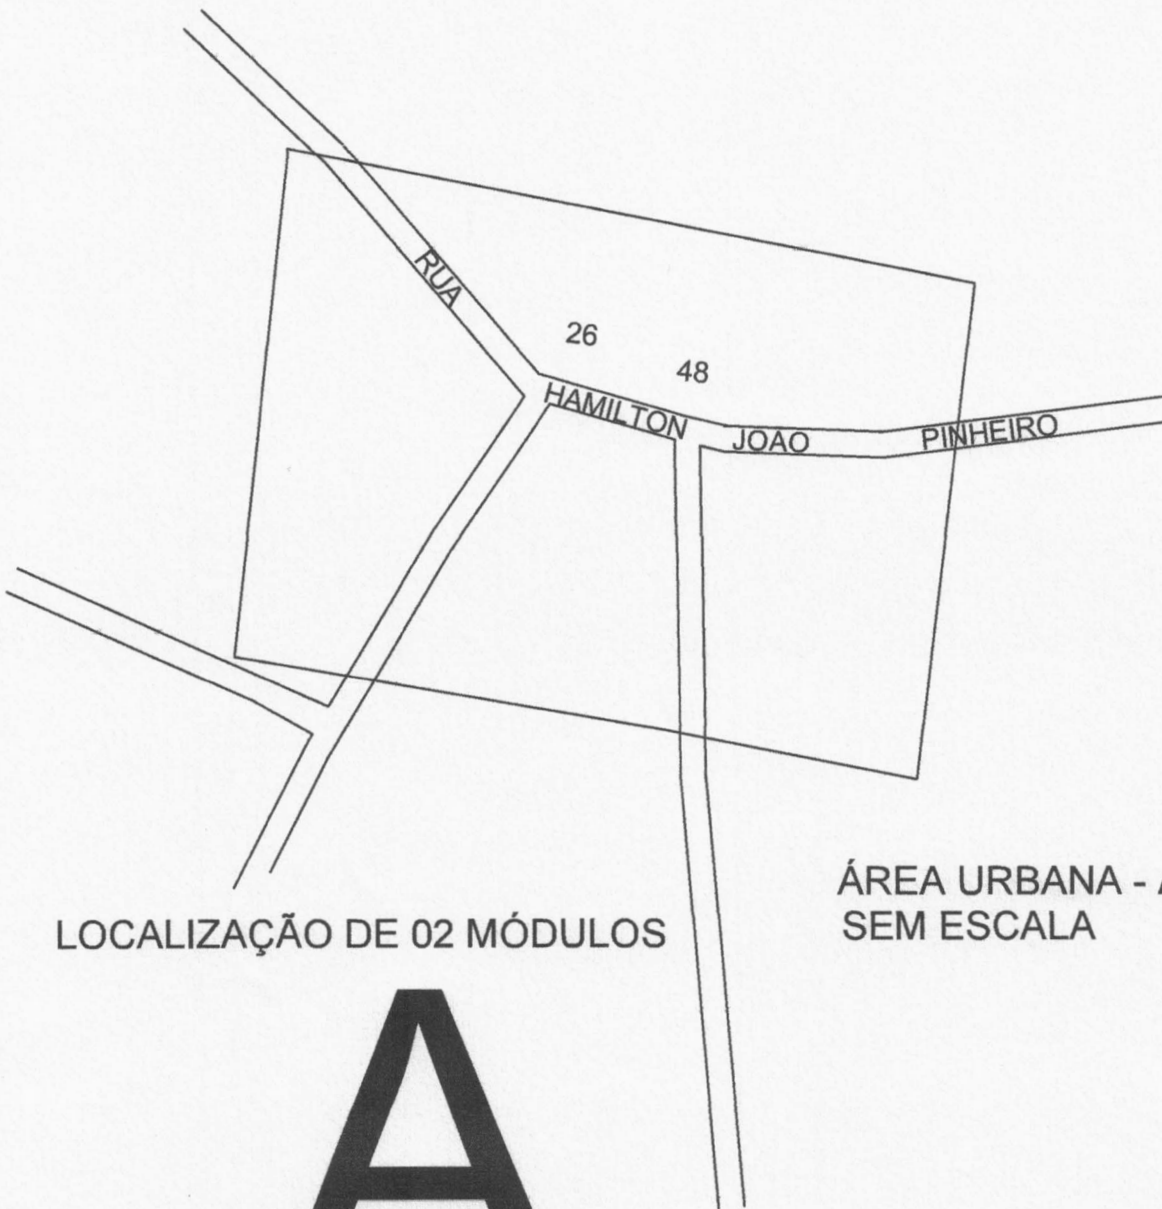 RUA
26
48
HAMILTON JOAO PINHEIRO
ÁREA URBANA -
SEM ESCALA
LOCALIZAÇÃO DE 02 MÓDULOS
A